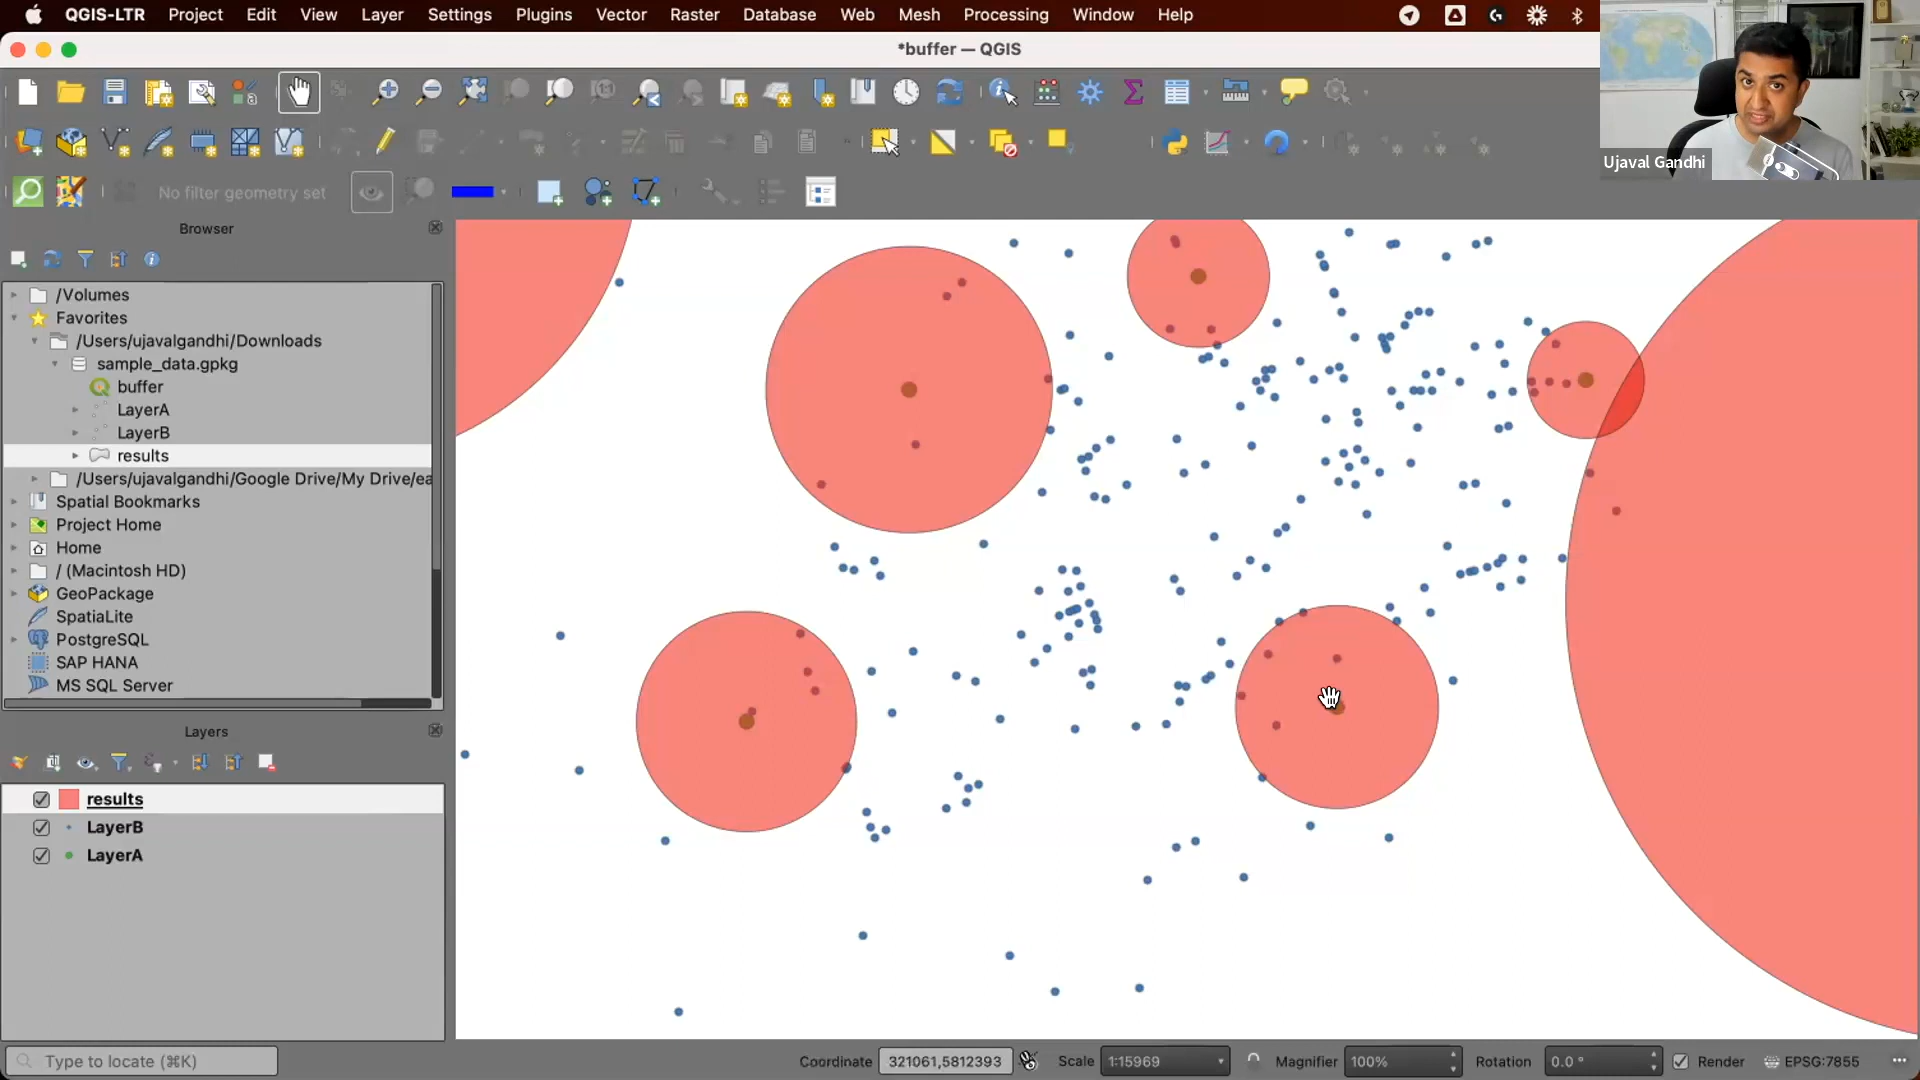 QGIS-LTR Project Edit View Layer Settings Plugins Vector Raster Database Web Mesh Processing Window Help
*buffer — QGIS
No filter geometry set
Ujaval Gandhi
Browser
/Volumes
Favorites
/Users/ujavalgandhi/Downloads
sample_data.gpkg
buffer
LayerA
LayerB
results
/Users/ujavalgandhi/Google Drive/My Drive/ea
Spatial Bookmarks
Project Home
Home
/ (Macintosh HD)
GeoPackage
SpatiaLite
PostgreSQL
SAP HANA
MS SQL Server
Layers
results
LayerB
LayerA
Type to locate (⌘K) Coordinate 321061,5812393 Scale 1:15969 Magnifier 100% Rotation 0.0 ° Render EPSG:7855